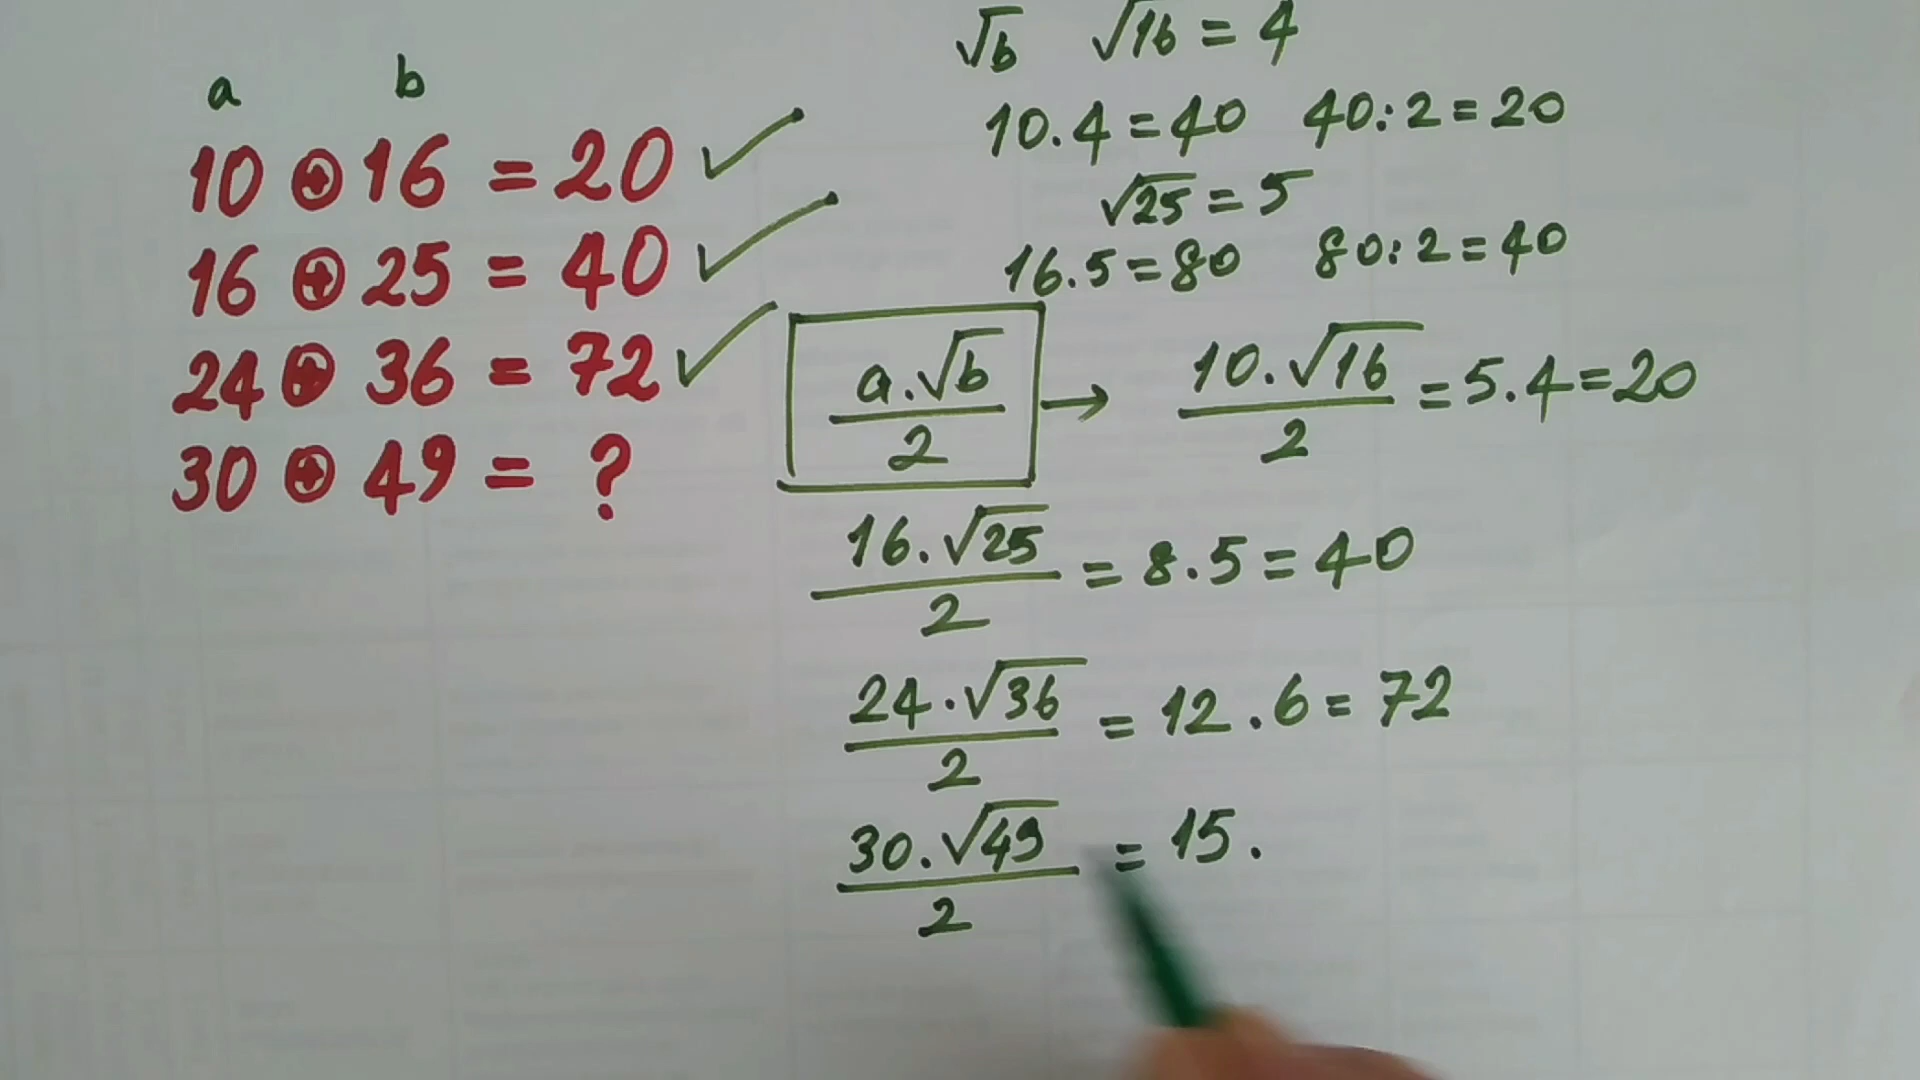 a b
10 ⊕ 16 = 20 ✓
16 ⊕ 25 = 40 ✓
24 ⊕ 36 = 72 ✓
30 ⊕ 49 = ?
√b √16 = 4
10.4=40 40:2=20
√25 = 5
16.5=80 80:2=40
a.√b/2 → 10.√16/2 = 5.4=20
16.√25/2 = 8.5=40
24.√36/2 = 12.6=72
30.√49/2 = 15.